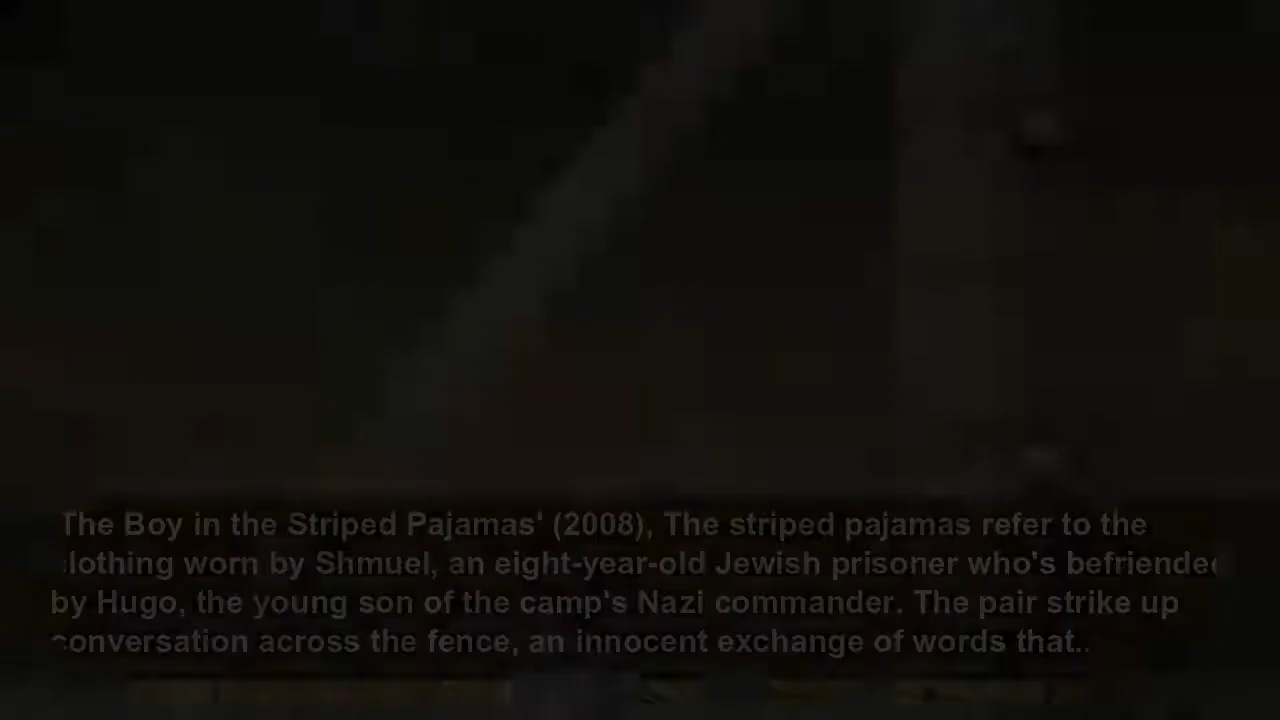 The Boy in the Striped Pajamas' (2008), The striped pajamas refer to the
clothing worn by Shmuel, an eight-year-old Jewish prisoner who's befriended
by Hugo, the young son of the camp's Nazi commander. The pair strike up
conversation across the fence, an innocent exchange of words that..